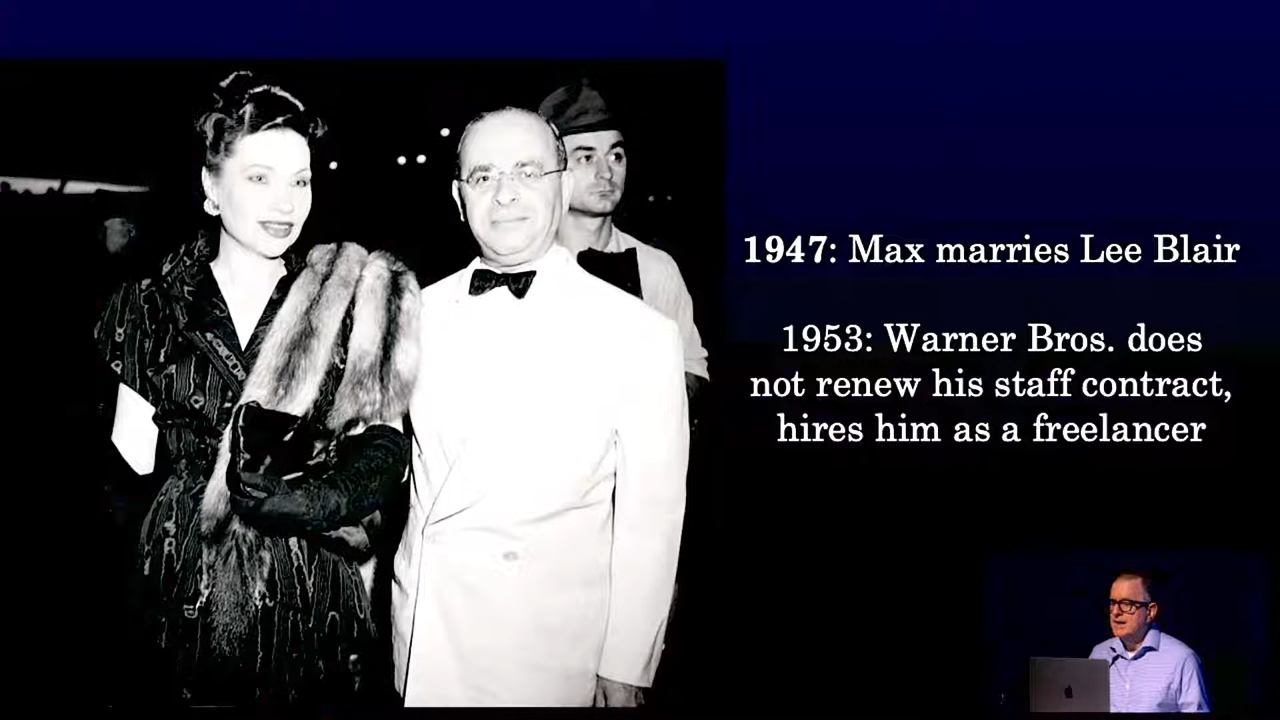 1947: Max marries Lee Blair
1953: Warner Bros. does
not renew his staff contract,
hires him as a freelancer